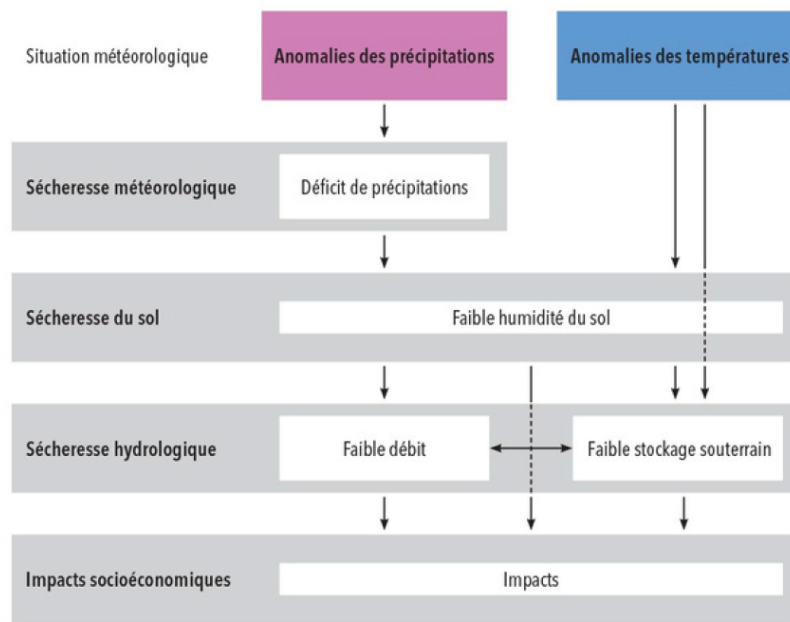 Situation météorologique
Anomalies des précipitations
Anomalies des températures
Sécheresse météorologique
Déficit de précipitations
Sécheresse du sol
Faible humidité du sol
Sécheresse hydrologique
Faible débit
Faible stockage souterrain
Impacts socioéconomiques
Impacts